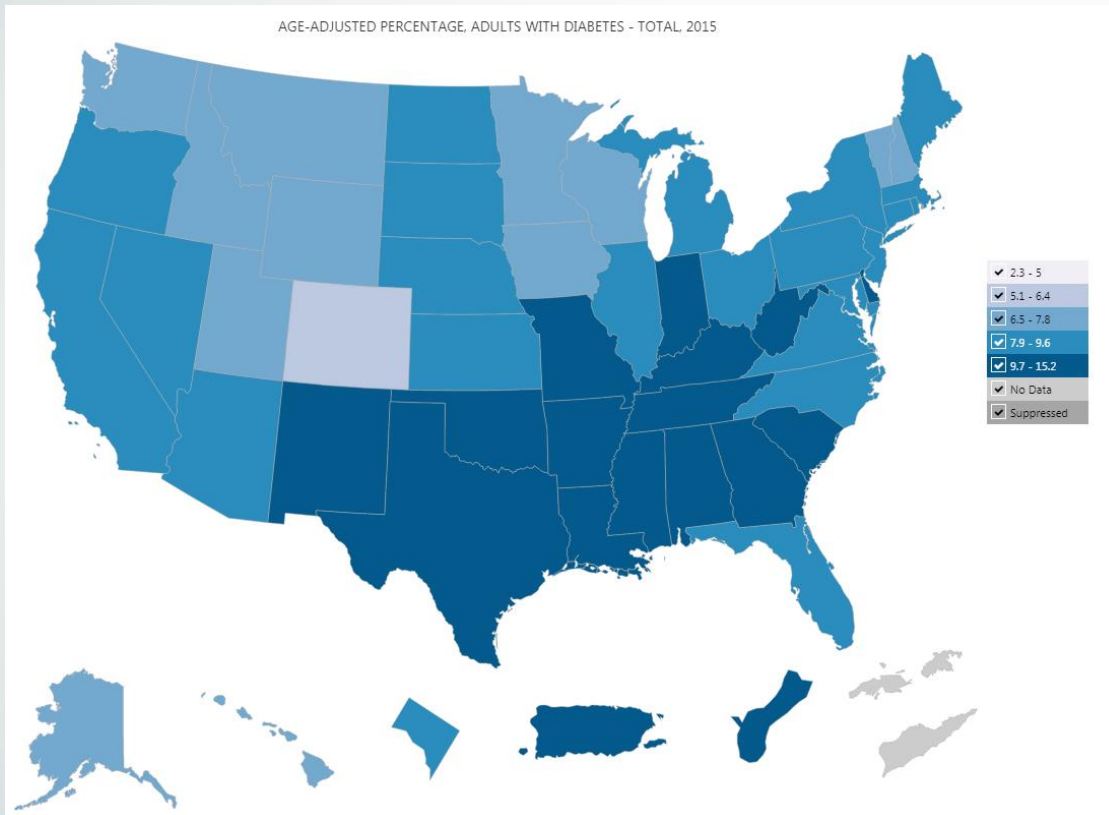 AGE-ADJUSTED PERCENTAGE, ADULTS WITH DIABETES - TOTAL, 2015
2.3 - 5
5.1 - 6.4
6.5 - 7.8
7.9 - 9.6
9.7 - 15.2
No Data
Suppressed